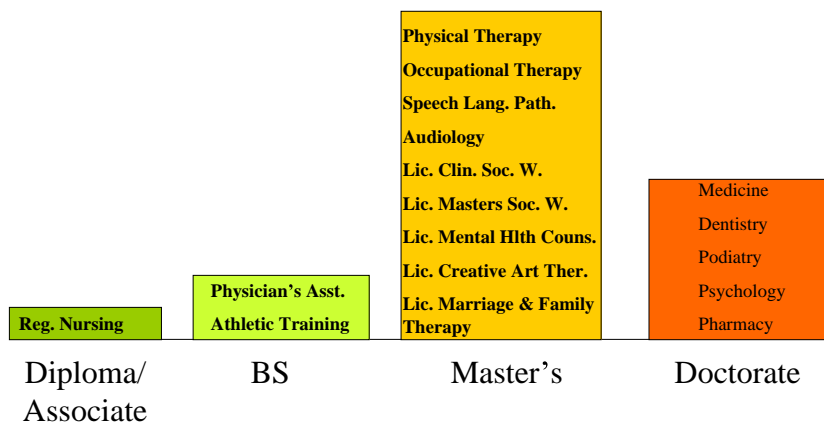 Physical Therapy
Occupational Therapy
Speech Lang. Path.
Audiology
Lic. Clin. Soc. W.
Lic. Masters Soc. W.
Lic. Mental Hlth Couns.
Lic. Creative Art Ther.
Lic. Marriage & Family
Therapy
Medicine
Dentistry
Podiatry
Psychology
Pharmacy
Physician's Asst.
Athletic Training
Reg. Nursing
Diploma/
Associate
BS
Master's
Doctorate